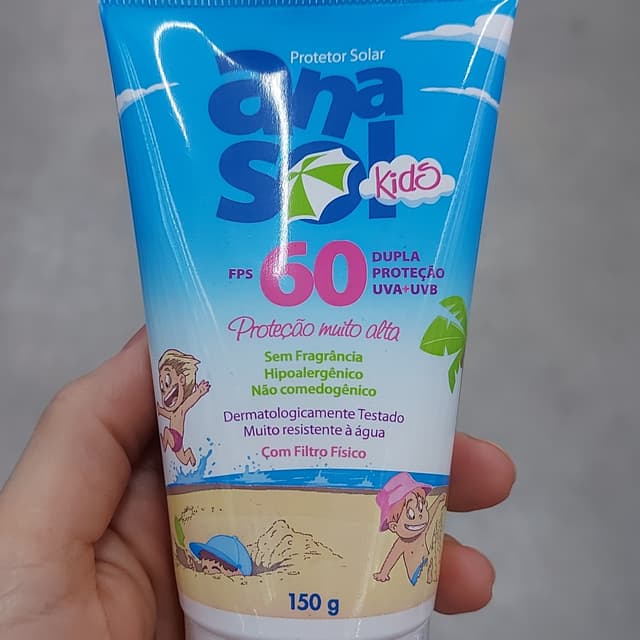 Protetor Solar
ana
sol
Kids
FPS 60 DUPLA
PROTEÇÃO
UVA+UVB
Proteção muito alta
Sem Fragrância
Hipoalergênico
Não comedogênico
Dermatologicamente Testado
Muito resistente à água
Com Filtro Físico
150 g